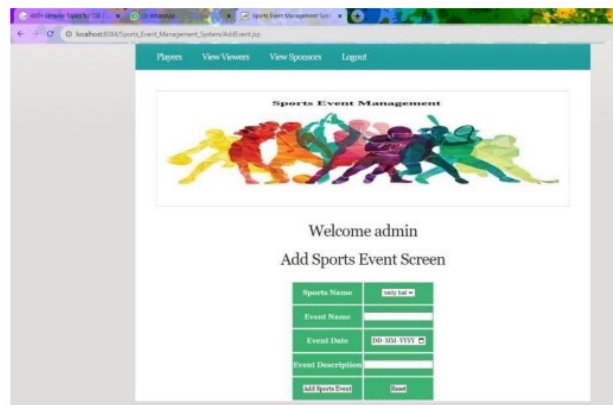 WhatsApp
Sports Event Management Syst
localhost:8084/Sports_Event_Management_System/AddEvent.jsp
Players View Viewers View Sponsors Logout
Sports Event Management
Welcome admin
Add Sports Event Screen
Sports Name volly ball
Event Name
Event Date DD-MM-YYYY
Event Description
Add Sports Event Reset